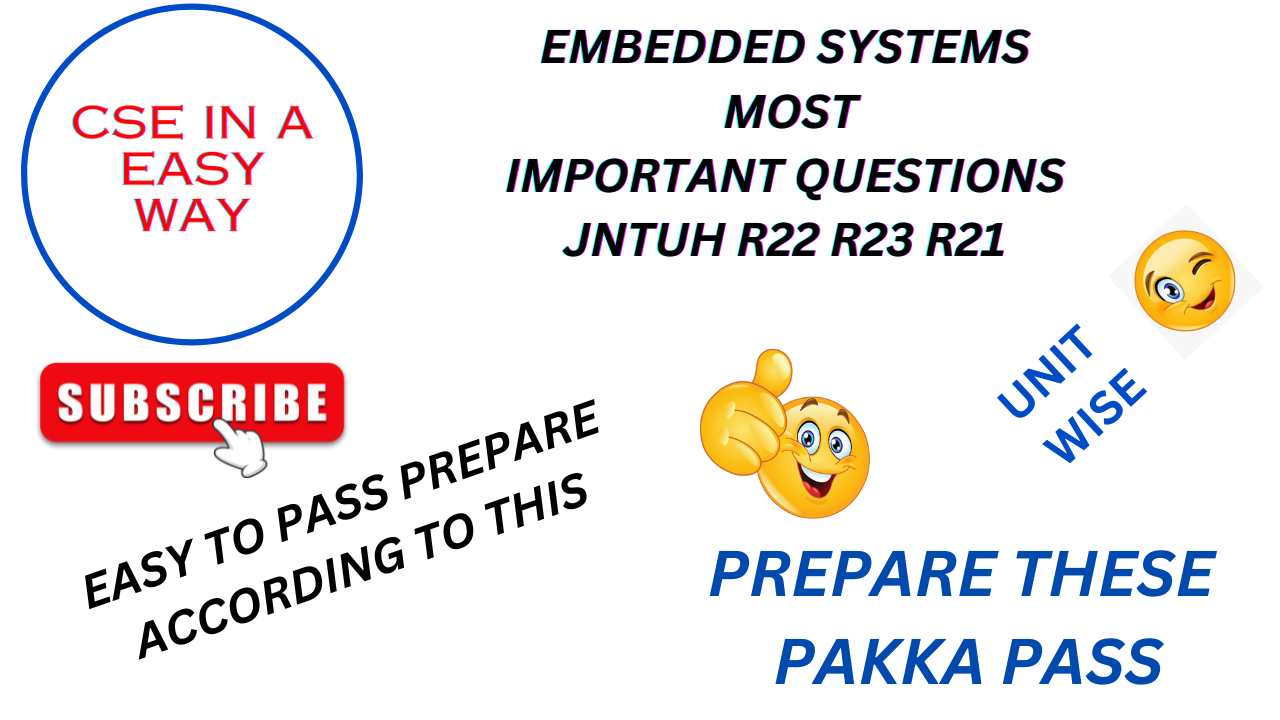 CSE IN A
EASY
WAY
EMBEDDED SYSTEMS
MOST
IMPORTANT QUESTIONS
JNTUH R22 R23 R21
SUBSCRIBE
UNIT
WISE
EASY TO PASS PREPARE
ACCORDING TO THIS
PREPARE THESE
PAKKA PASS